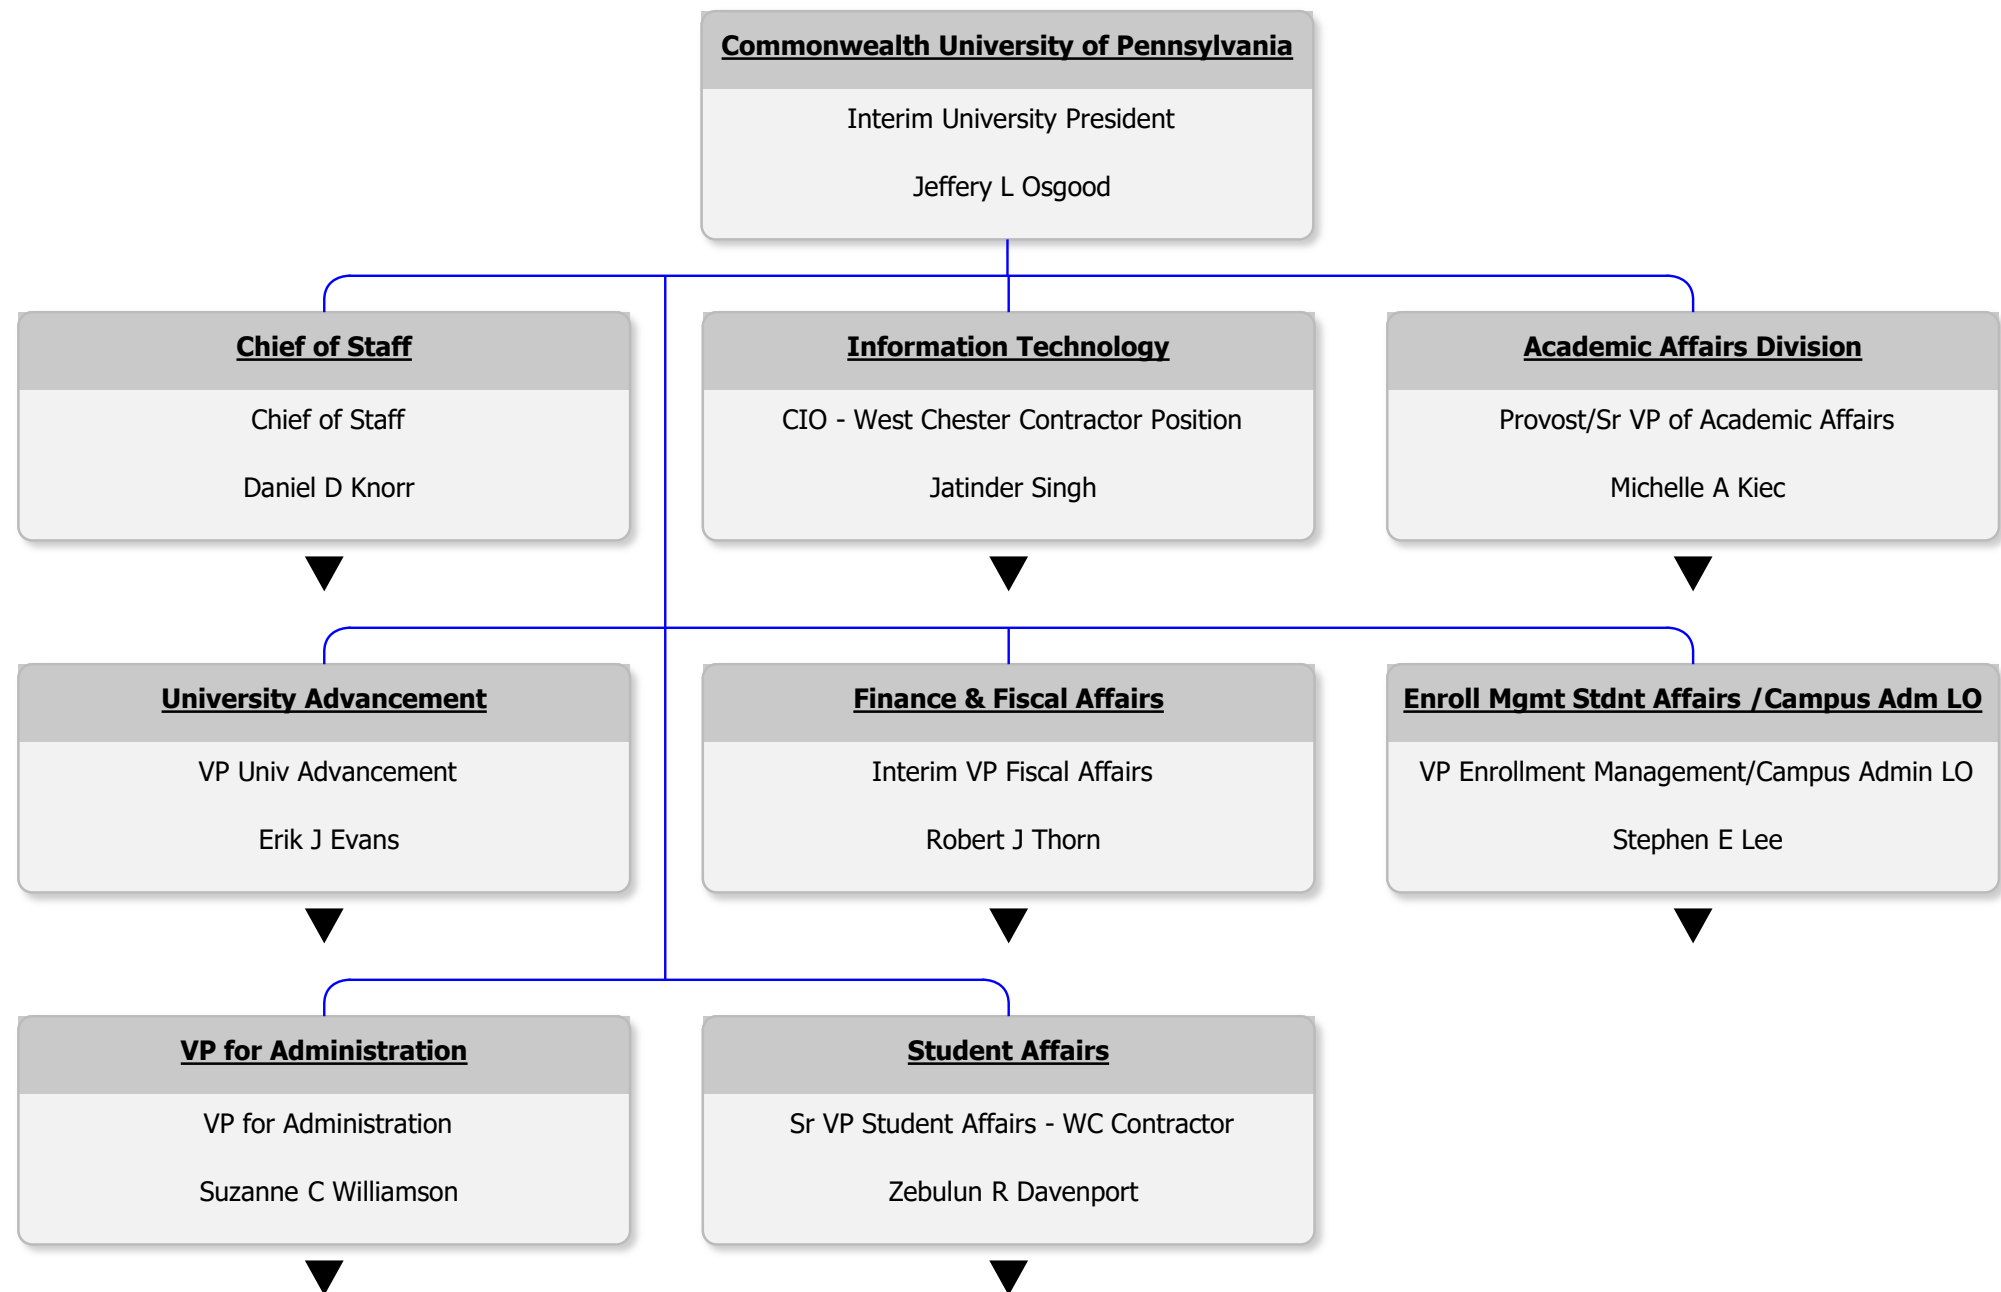 Commonwealth University of Pennsylvania
Interim University President
Jeffery L Osgood
Chief of Staff
Chief of Staff
Daniel D Knorr
Information Technology
CIO - West Chester Contractor Position
Jatinder Singh
Academic Affairs Division
Provost/Sr VP of Academic Affairs
Michelle A Kiec
University Advancement
VP Univ Advancement
Erik J Evans
Finance & Fiscal Affairs
Interim VP Fiscal Affairs
Robert J Thorn
Enroll Mgmt Stdnt Affairs /Campus Adm LO
VP Enrollment Management/Campus Admin LO
Stephen E Lee
VP for Administration
VP for Administration
Suzanne C Williamson
Student Affairs
Sr VP Student Affairs - WC Contractor
Zebulun R Davenport